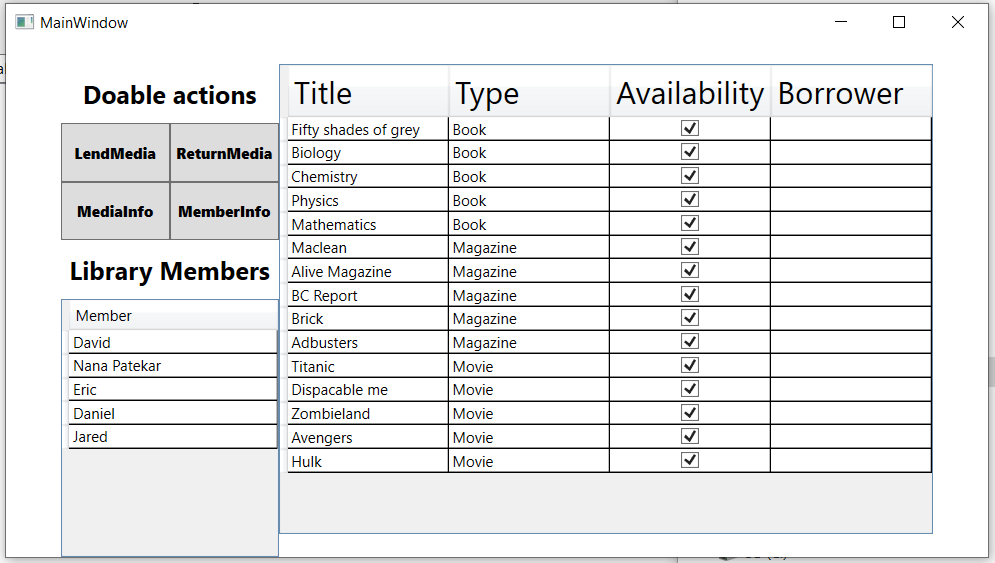 MainWindow
Doable actions
LendMedia ReturnMedia
MediaInfo MemberInfo
Library Members
Member
David
Nana Patekar
Eric
Daniel
Jared
Title Type Availability Borrower
Fifty shades of grey Book
Biology Book
Chemistry Book
Physics Book
Mathematics Book
Maclean Magazine
Alive Magazine Magazine
BC Report Magazine
Brick Magazine
Adbusters Magazine
Titanic Movie
Dispacable me Movie
Zombieland Movie
Avengers Movie
Hulk Movie